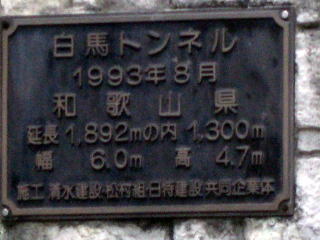 白馬トンネル
1993年8月
和歌山県
延長1,892mの内1,300m
幅 6.0m 高 4.7m
施工 清水建設・松村組・日特建設 共同企業体